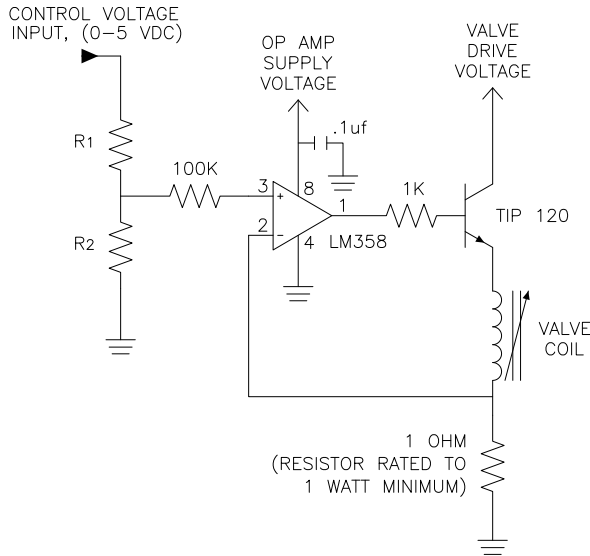 CONTROL VOLTAGE
INPUT, (0-5 VDC)
OP AMP
SUPPLY
VOLTAGE
VALVE
DRIVE
VOLTAGE
.1uf
R1
100K
3
+
8
1
1K
TIP 120
2
-
4
LM358
R2
VALVE
COIL
1 OHM
(RESISTOR RATED TO
1 WATT MINIMUM)